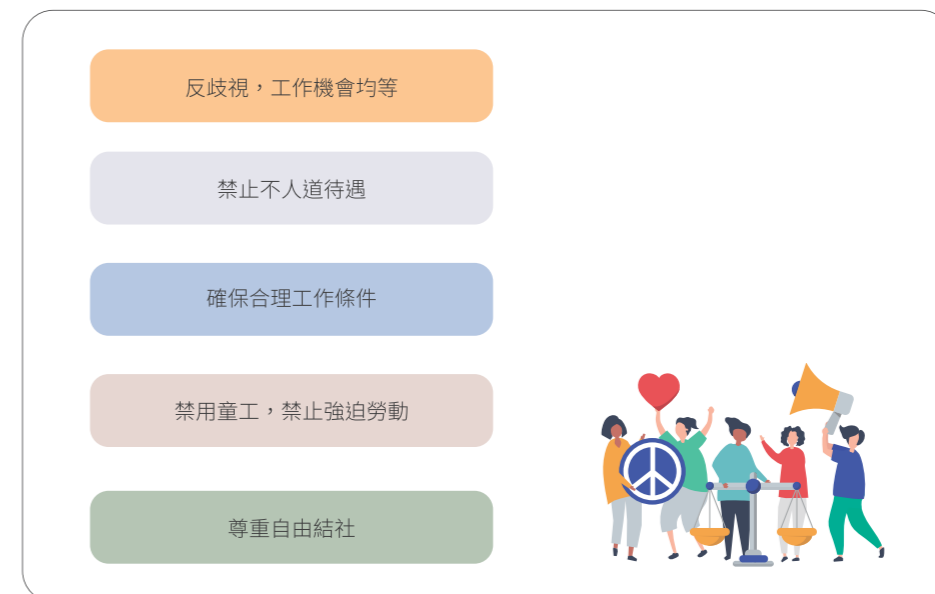 反歧視，工作機會均等
禁止不人道待遇
確保合理工作條件
禁用童工，禁止強迫勞動
尊重自由結社